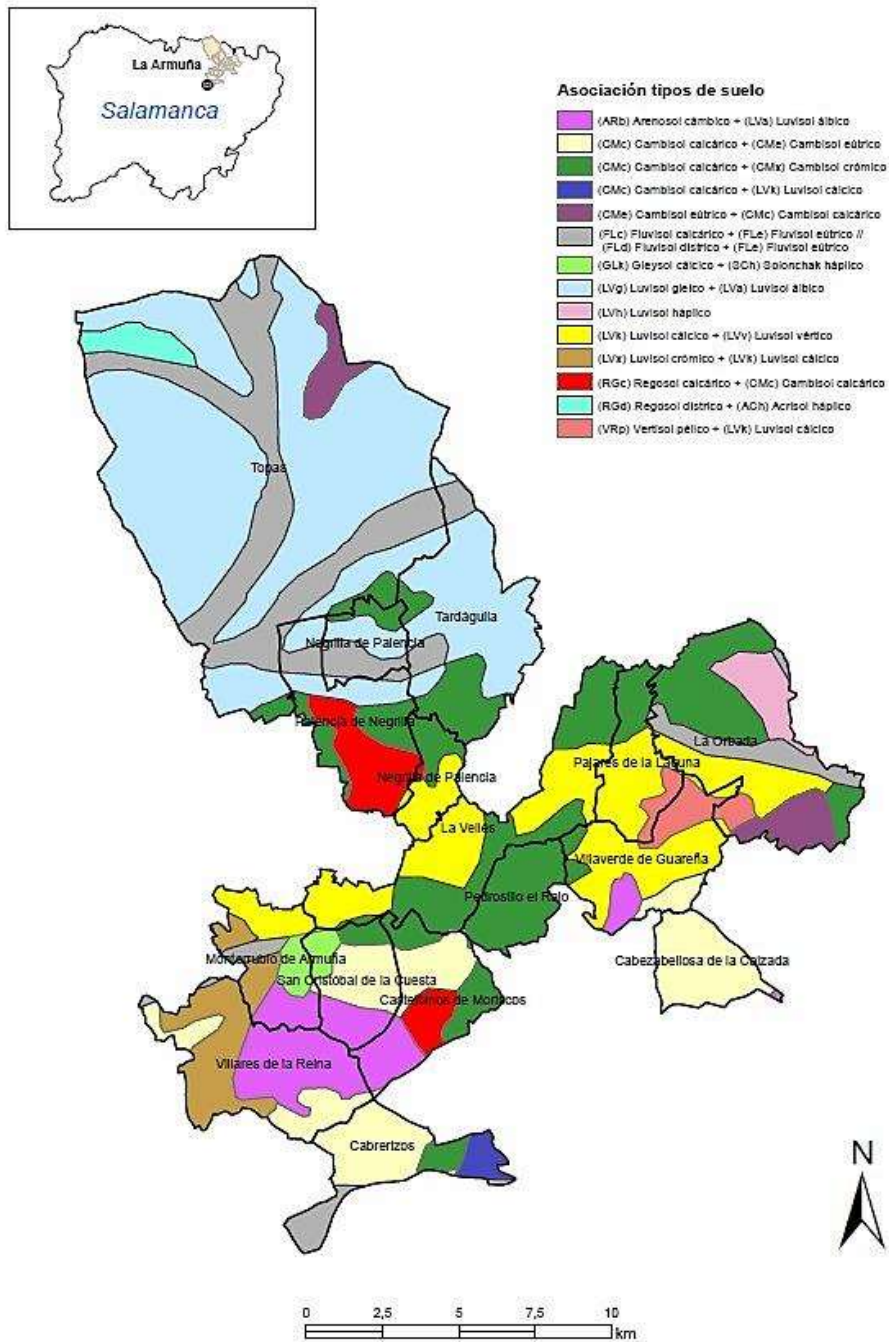 La Armuña
Salamanca
Asociación tipos de suelo
(ARb) Arenosol cámbico + (LVa) Luvisol álbico
(CMc) Cambisol calcárico + (CMe) Cambisol eútrico
(CMc) Cambisol calcárico + (CMx) Cambisol crómico
(CMc) Cambisol calcárico + (LVk) Luvisol cálcico
(CMe) Cambisol eútrico + (CMc) Cambisol calcárico
(FLc) Fluvisol calcárico + (FLe) Fluvisol eútrico //
(FLd) Fluvisol dístrico + (FLe) Fluvisol eútrico
(GLk) Gleysol cálcico + (SCh) Solonchak háplico
(LVg) Luvisol gleico + (LVa) Luvisol álbico
(LVh) Luvisol háplico
(LVk) Luvisol cálcico + (LVv) Luvisol vértico
(LVx) Luvisol crómico + (LVk) Luvisol cálcico
(RGc) Regosol calcárico + (CMc) Cambisol calcárico
(RGd) Regosol dístrico + (ACh) Acrisol háplico
(VRp) Vertisol pélico + (LVk) Luvisol cálcico
Topas
Tardáguila
Negrilla de Palencia
Palencia de Negrilla
La Orbada
Negrilla de Palencia
Pajares de la Laguna
La Vellés
Villaverde de Guareña
Pedrosillo el Ralo
Monterrubio de Armuña
Cabezabellosa de la Calzada
San Cristóbal de la Cuesta
Castellanos de Moriscos
Villares de la Reina
Cabrerizos
N
0 2,5 5 7,5 10
km